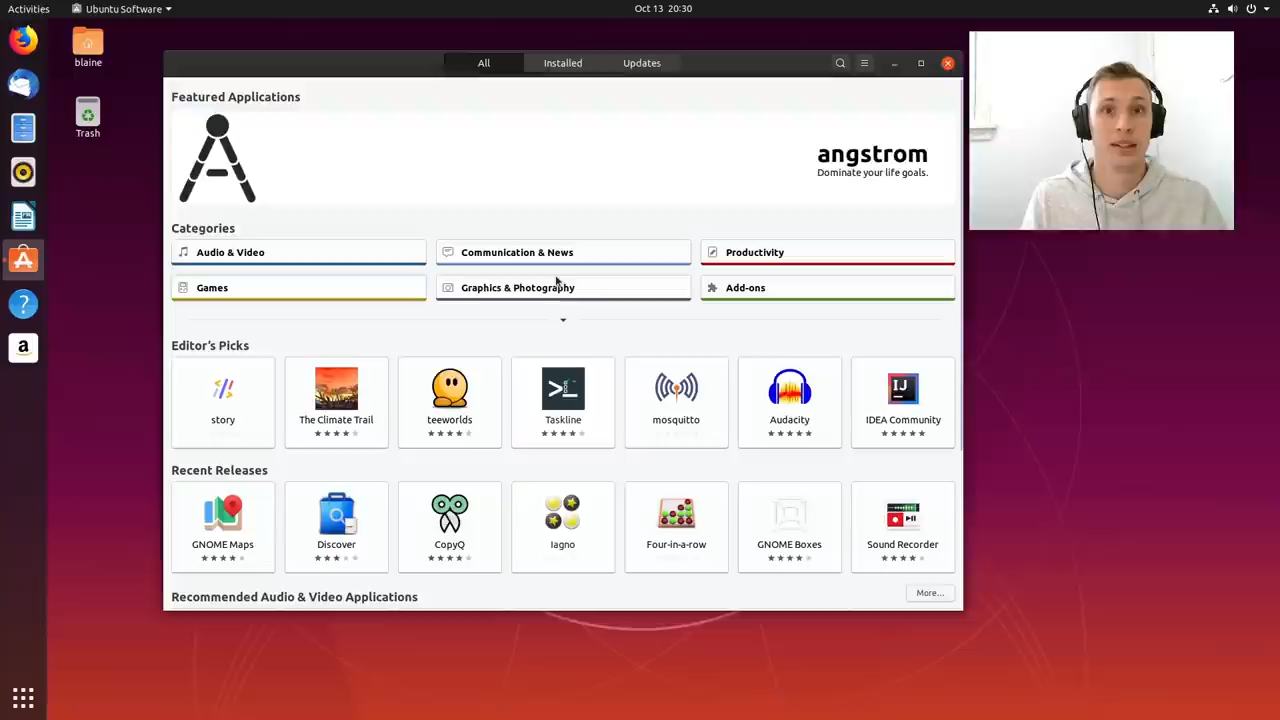 Activities
Ubuntu Software
Oct 13 20:30
blaine
Trash
All
Installed
Updates
Featured Applications
angstrom
Dominate your life goals.
Categories
Audio & Video
Communication & News
Productivity
Games
Graphics & Photography
Add-ons
Editor's Picks
story
The Climate Trail
teeworlds
Taskline
mosquitto
Audacity
IDEA Community
IJ
Recent Releases
GNOME Maps
Discover
CopyQ
Iagno
Four-in-a-row
GNOME Boxes
Sound Recorder
Recommended Audio & Video Applications
More...